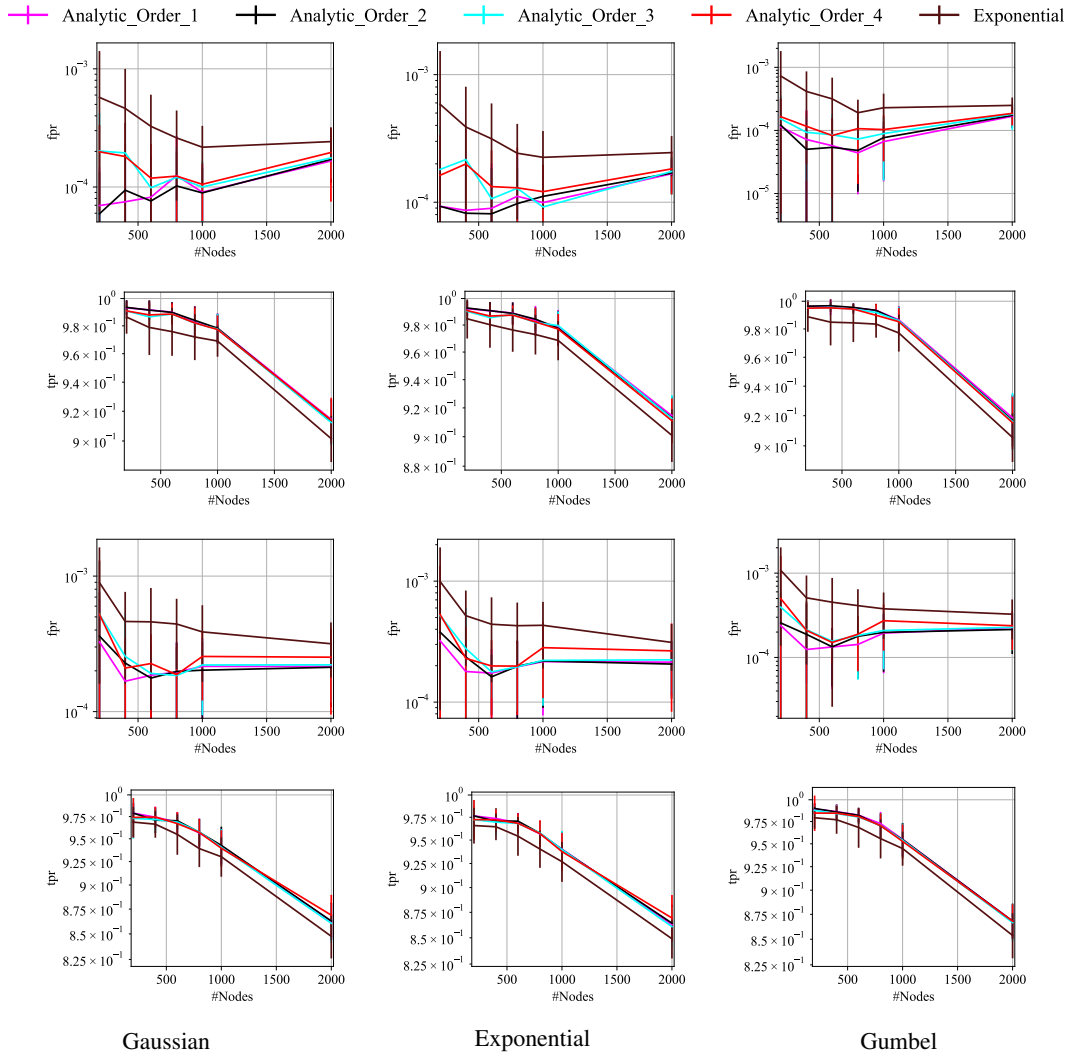 Analytic_Order_1 Analytic_Order_2 Analytic_Order_3 Analytic_Order_4 Exponential
10⁻³ 10⁻⁴ fpr 500 1000 1500 2000 #Nodes
10⁻³ 10⁻⁴ fpr 500 1000 1500 2000 #Nodes
10⁻³ 10⁻⁴ 10⁻⁵ fpr 500 1000 1500 2000 #Nodes
10⁰ 9.8 × 10⁻¹ 9.6 × 10⁻¹ 9.4 × 10⁻¹ 9.2 × 10⁻¹ 9 × 10⁻¹ tpr 500 1000 1500 2000 #Nodes
10⁰ 9.8 × 10⁻¹ 9.6 × 10⁻¹ 9.4 × 10⁻¹ 9.2 × 10⁻¹ 9 × 10⁻¹ 8.8 × 10⁻¹ tpr 500 1000 1500 2000 #Nodes
10⁰ 9.8 × 10⁻¹ 9.6 × 10⁻¹ 9.4 × 10⁻¹ 9.2 × 10⁻¹ 9 × 10⁻¹ tpr 500 1000 1500 2000 #Nodes
10⁻³ 10⁻⁴ fpr 500 1000 1500 2000 #Nodes
10⁻³ 10⁻⁴ fpr 500 1000 1500 2000 #Nodes
10⁻³ 10⁻⁴ fpr 500 1000 1500 2000 #Nodes
10⁰ 9.75 × 10⁻¹ 9.5 × 10⁻¹ 9.25 × 10⁻¹ 9 × 10⁻¹ 8.75 × 10⁻¹ 8.5 × 10⁻¹ 8.25 × 10⁻¹ tpr 500 1000 1500 2000 #Nodes
10⁰ 9.75 × 10⁻¹ 9.5 × 10⁻¹ 9.25 × 10⁻¹ 9 × 10⁻¹ 8.75 × 10⁻¹ 8.5 × 10⁻¹ 8.25 × 10⁻¹ tpr 500 1000 1500 2000 #Nodes
10⁰ 9.75 × 10⁻¹ 9.5 × 10⁻¹ 9.25 × 10⁻¹ 9 × 10⁻¹ 8.75 × 10⁻¹ 8.5 × 10⁻¹ 8.25 × 10⁻¹ tpr 500 1000 1500 2000 #Nodes
Gaussian Exponential Gumbel